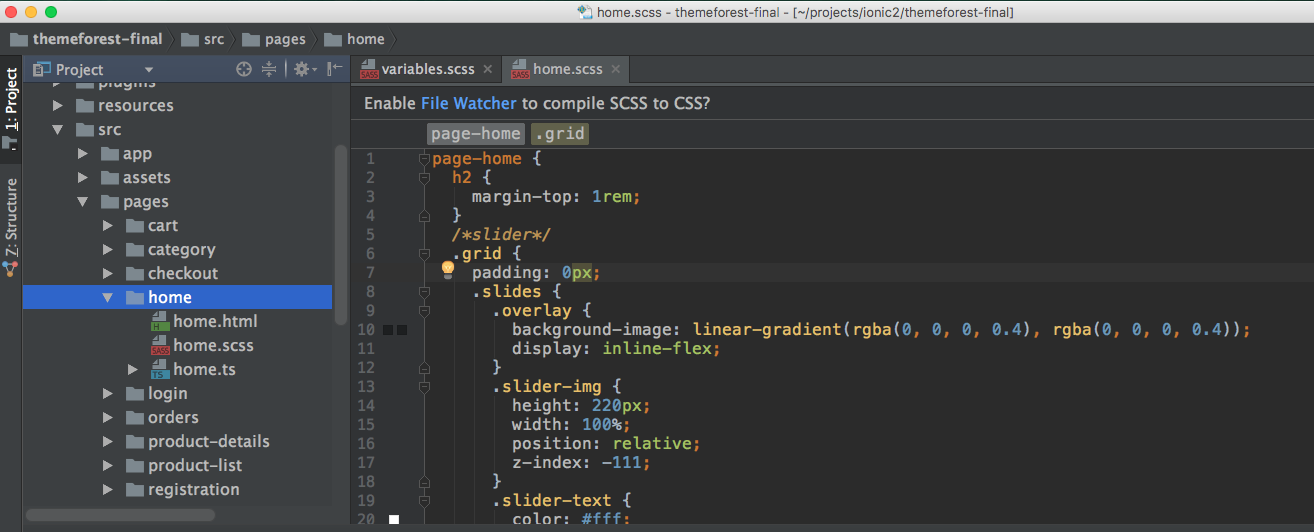 home.scss - themeforest-final - [~/projects/ionic2/themeforest-final]
themeforest-final src pages home
1: Project
Z: Structure
Project
plugins
resources
src
app
assets
pages
cart
category
checkout
home
home.html
home.scss
home.ts
login
orders
product-details
product-list
registration
variables.scss home.scss
Enable File Watcher to compile SCSS to CSS?
page-home .grid
1 page-home {
2 h2 {
3 margin-top: 1rem;
4 }
5 /*slider*/
6 .grid {
7 padding: 0px;
8 .slides {
9 .overlay {
10 background-image: linear-gradient(rgba(0, 0, 0, 0.4), rgba(0, 0, 0, 0.4));
11 display: inline-flex;
12 }
13 .slider-img {
14 height: 220px;
15 width: 100%;
16 position: relative;
17 z-index: -111;
18 }
19 .slider-text {
20 color: #fff;